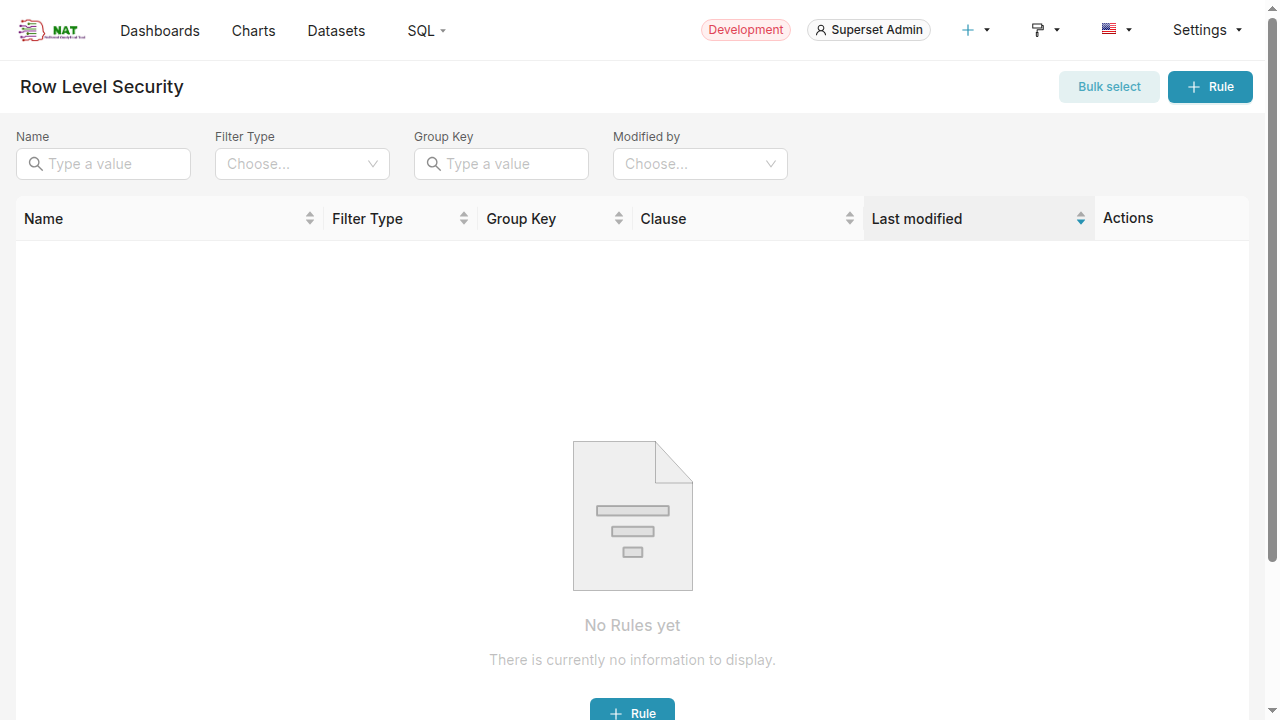 NAT
Dashboards
Charts
Datasets
SQL
Development
Superset Admin
Settings
Row Level Security
Bulk select
Rule
Name
Filter Type
Group Key
Modified by
Type a value
Choose...
Type a value
Choose...
Name
Filter Type
Group Key
Clause
Last modified
Actions
No Rules yet
There is currently no information to display.
Rule